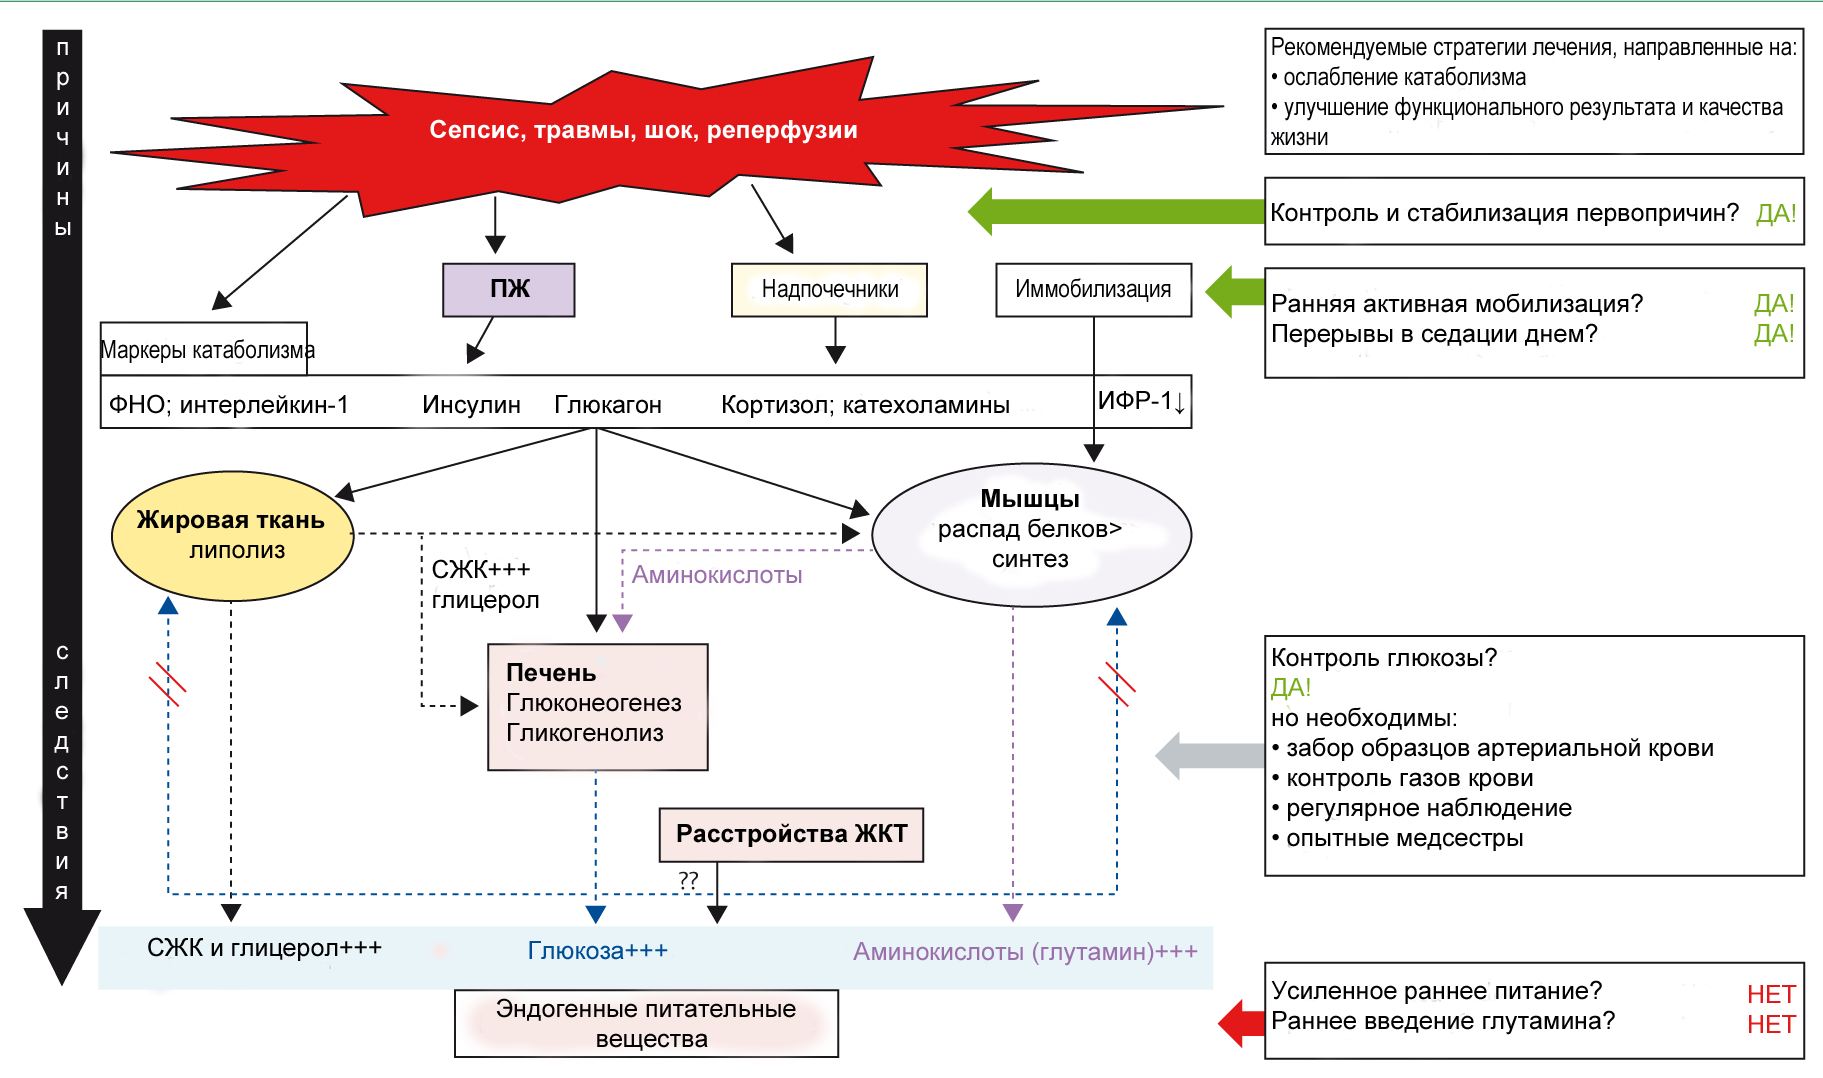 причины
следствия
Сепсис, травмы, шок, реперфузии
Рекомендуемые стратегии лечения, направленные на:
• ослабление катаболизма
• улучшение функционального результата и качества
жизни
Контроль и стабилизация первопричин? ДА!
ПЖ
Надпочечники
Иммобилизация
Ранняя активная мобилизация? ДА!
Перерывы в седации днем? ДА!
Маркеры катаболизма
ФНО; интерлейкин-1
Инсулин
Глюкагон
Кортизол; катехоламины
ИФР-1↓
Жировая ткань
липолиз
Мышцы
распад белков>
синтез
СЖК+++
глицерол
Аминокислоты
Печень
Глюконеогенез
Гликогенолиз
Контроль глюкозы?
ДА!
но необходимы:
• забор образцов артериальной крови
• контроль газов крови
• регулярное наблюдение
• опытные медсестры
Расстройства ЖКТ
??
СЖК и глицерол+++
Глюкоза+++
Аминокислоты (глутамин)+++
Эндогенные питательные
вещества
Усиленное раннее питание? НЕТ
Раннее введение глутамина? НЕТ